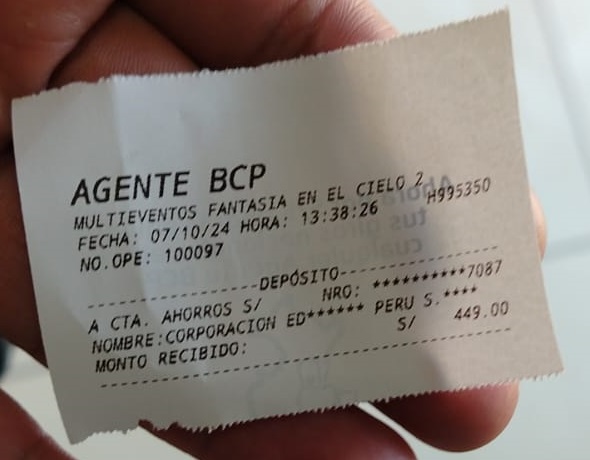 AGENTE BCP
MULTIEVENTOS FANTASIA EN EL CIELO 2
FECHA: 07/10/24 HORA: 13:38:26 H995350
NO.OPE: 100097
--------------------DEPÓSITO--------------------
A CTA. AHORROS S/ NRO: **********7087
NOMBRE:CORPORACION ED****** PERU S.****
MONTO RECIBIDO: S/ 449.00
------------------------------------------------